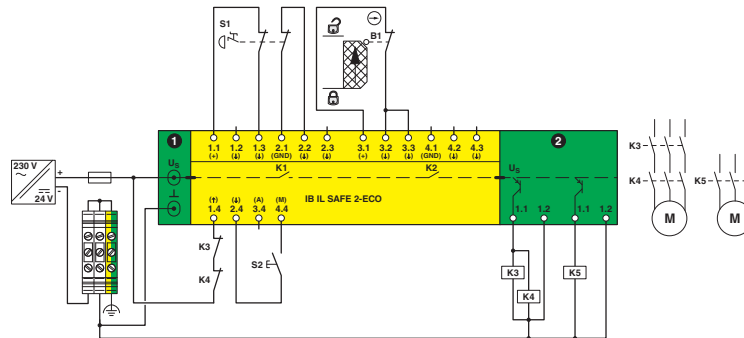 S1
B1
1
2
1.1 1.2 1.3 2.1 2.2 2.3 3.1 3.2 3.3 4.1 4.2 4.3
(+) (↓) (↓) (GND) (↓) (↓) (+) (↓) (↓) (GND) (↓) (↓)
230 V
24 V
+
-
US
K1
K2
US
IB IL SAFE 2-ECO
(↑) (↓) (A) (M)
1.4 2.4 3.4 4.4
1.1 1.2 1.1 1.2
K3
K4
S2
K3
K4
K5
K3
K4
K5
M
M